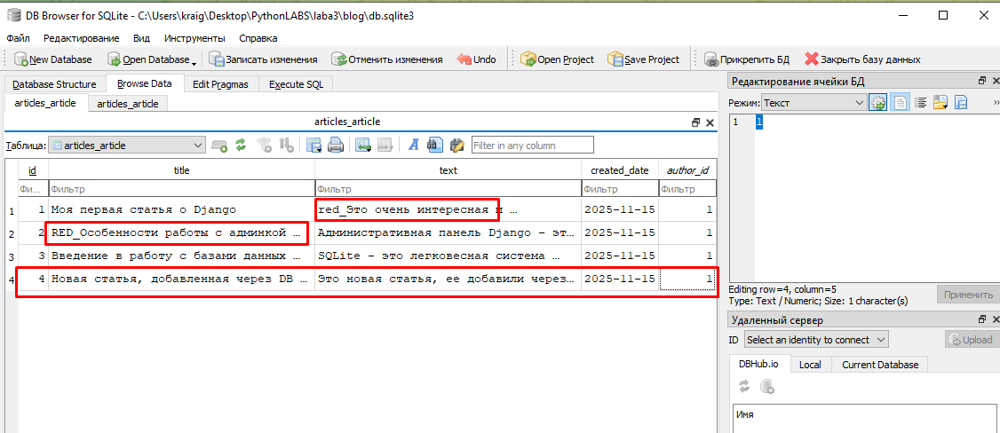 DB Browser for SQLite - C:\Users\kraig\Desktop\PythonLABS\laba3\blog\db.sqlite3
Файл Редактирование Вид Инструменты Справка
New Database Open Database Записать изменения Отменить изменения Undo Open Project Save Project Прикрепить БД Закрыть базу данных
Database Structure Browse Data Edit Pragmas Execute SQL
articles_article articles_article
articles_article
Таблица: articles_article Filter in any column
id title text created_date author_id
Фи... Фильтр Фильтр Фильтр Фильтр
1 1 Моя первая статья о Django red_Это очень интересная и … 2025-11-15 1
2 2 RED_Особенности работы с админкой … Административная панель Django – эт… 2025-11-15 1
3 3 Введение в работу с базами данных … SQLite – это легковесная система … 2025-11-15 1
4 4 Новая статья, добавленная через DB … Это новая статья, ее добавили через… 2025-11-15 1
Редактирование ячейки БД
Режим: Текст »
1 1
Editing row=4, column=5
Type: Text / Numeric; Size: 1 character(s)
Применить
Удаленный сервер
ID Select an identity to connect Upload
DBHub.io Local Current Database
Имя